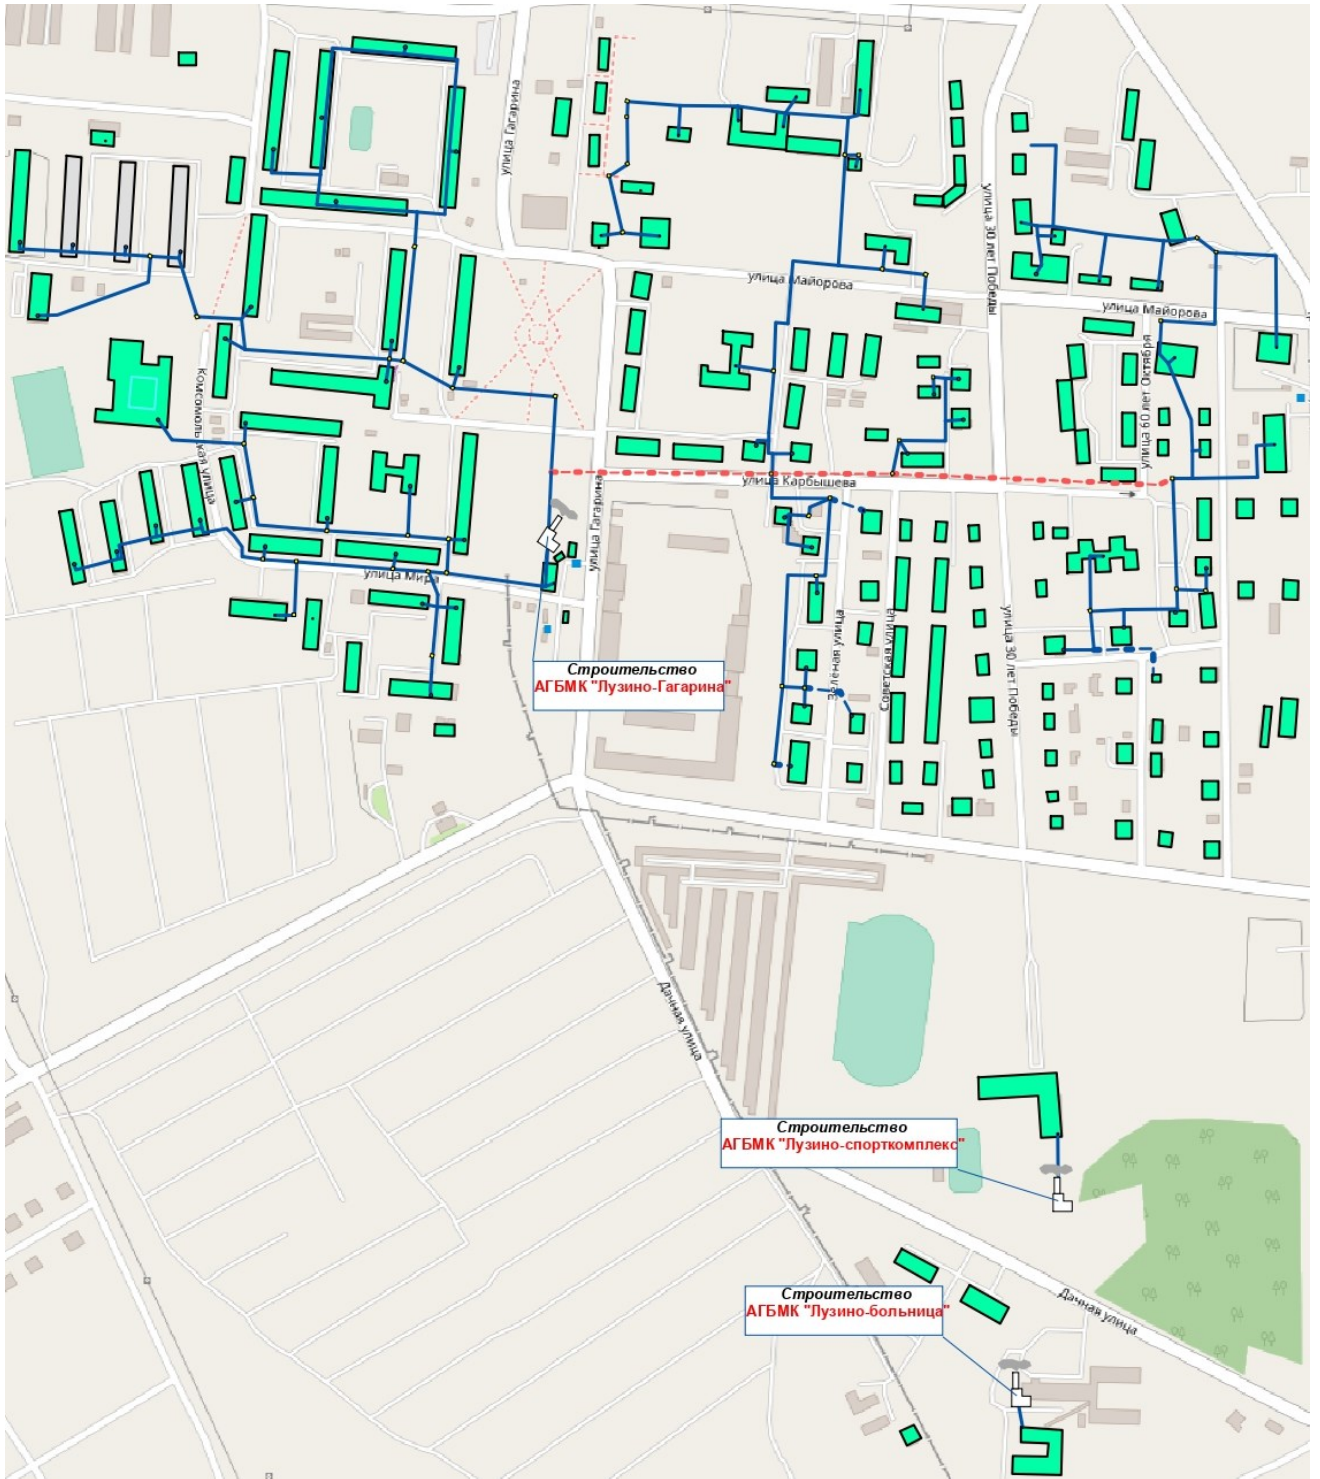 улица Гагарина
улица 30 лет Победы
улица Майорова
улица Майорова
улица 60 лет Октября
Комсомольская улица
улица Карбышева
улица Гагарина
улица Мира
Зелёная улица
Советская улица
улица 30 лет Победы
Строительство
АГБМК "Лузино-Гагарина"
Дачная улица
Строительство
АГБМК "Лузино-спорткомплекс"
Строительство
АГБМК "Лузино-больница"
Дачная улица